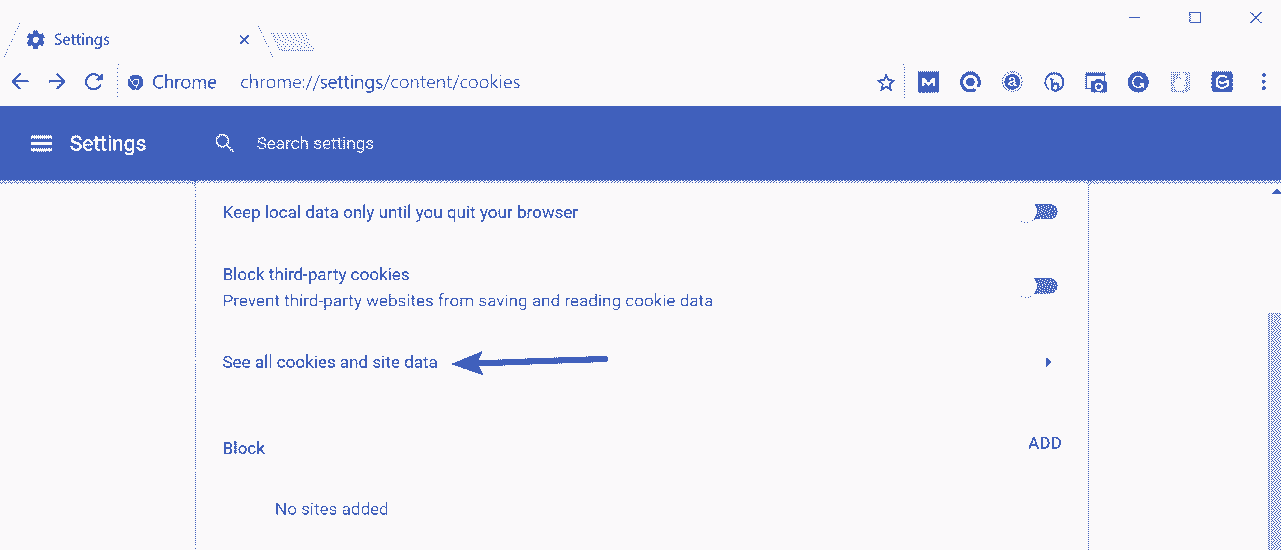 Settings
Chrome chrome://settings/content/cookies
Settings Search settings
Keep local data only until you quit your browser
Block third-party cookies
Prevent third-party websites from saving and reading cookie data
See all cookies and site data
Block ADD
No sites added